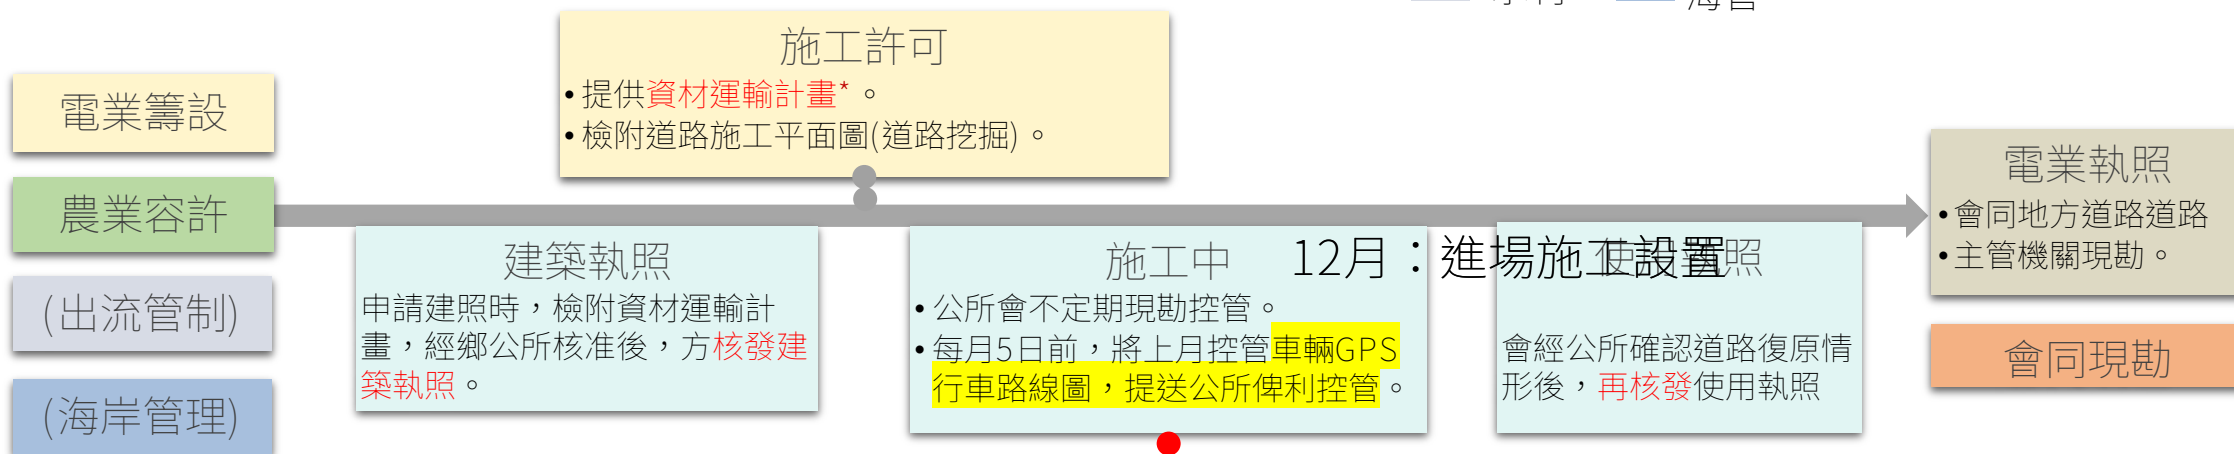 海管
施工許可
• 提供資材運輸計畫*。
• 檢附道路施工平面圖(道路挖掘)。
電業籌設
農業容許
(出流管制)
(海岸管理)
建築執照
申請建照時，檢附資材運輸計
畫，經鄉公所核准後，方核發建
築執照。
施工中
• 公所會不定期現勘控管。
• 每月5日前，將上月控管車輛GPS
行車路線圖，提送公所俾利控管。
12月：進場施工設置
使用執照
會經公所確認道路復原情
形後，再核發使用執照
電業執照
• 會同地方道路道路
• 主管機關現勘。
會同現勘